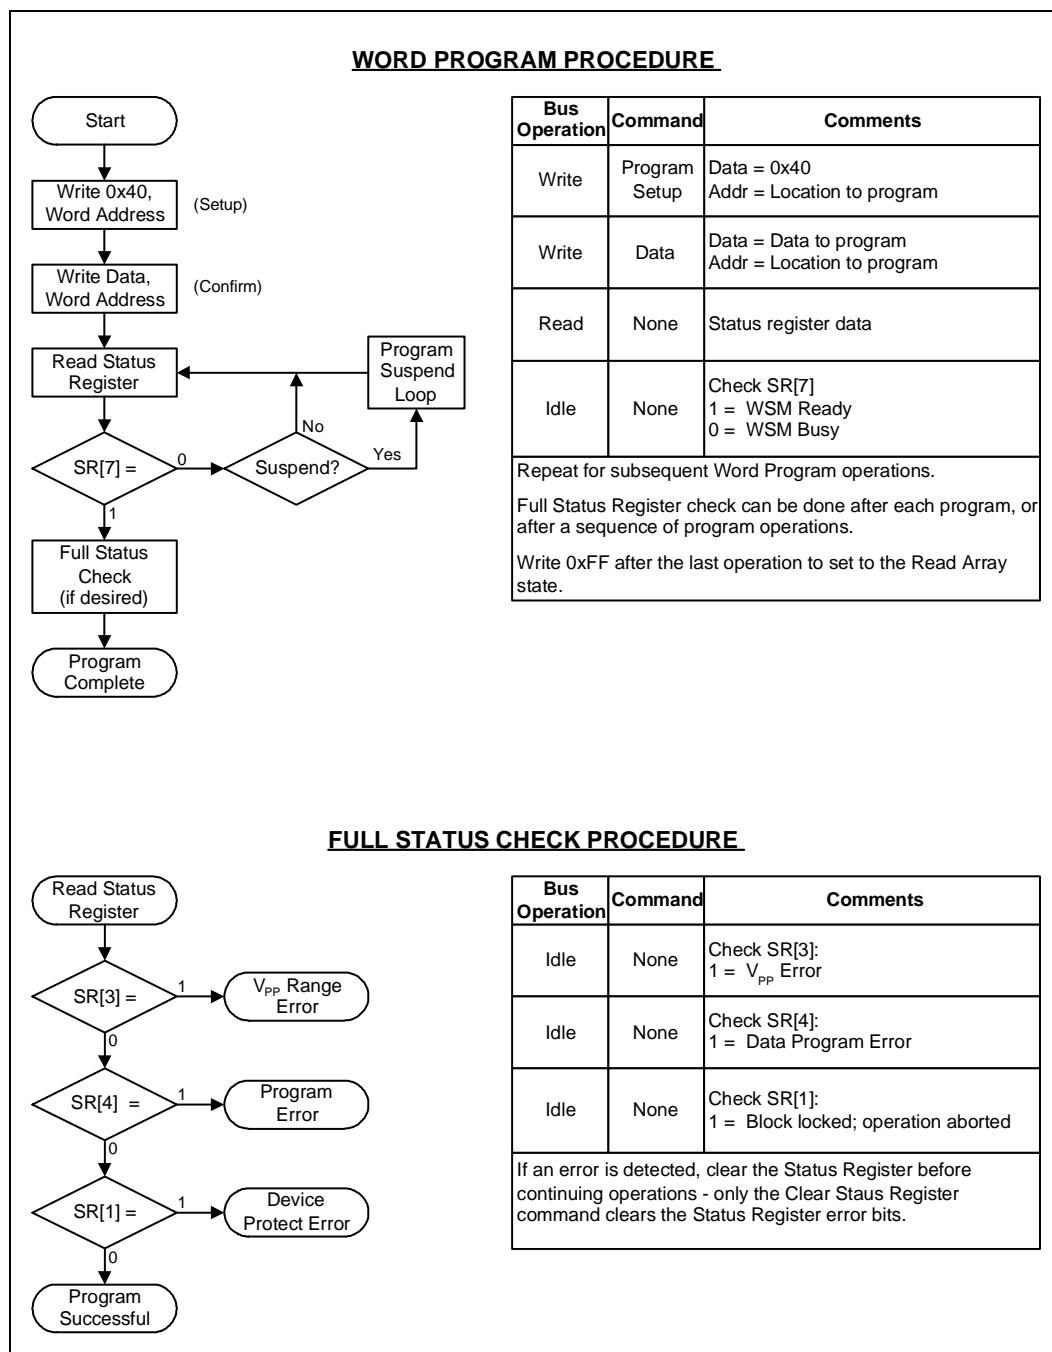 WORD PROGRAM PROCEDURE
Start
Write 0x40,
Word Address
(Setup)
Write Data,
Word Address
(Confirm)
Read Status
Register
Program
Suspend
Loop
No
Yes
SR[7] =
0
Suspend?
1
Full Status
Check
(if desired)
Program
Complete
Bus
Operation
Command
Comments
Write
Program
Setup
Data = 0x40
Addr = Location to program
Write
Data
Data = Data to program
Addr = Location to program
Read
None
Status register data
Idle
None
Check SR[7]
1 = WSM Ready
0 = WSM Busy
Repeat for subsequent Word Program operations.
Full Status Register check can be done after each program, or
after a sequence of program operations.
Write 0xFF after the last operation to set to the Read Array
state.
FULL STATUS CHECK PROCEDURE
Read Status
Register
SR[3] =
1
VPP Range
Error
0
SR[4] =
1
Program
Error
0
SR[1] =
1
Device
Protect Error
0
Program
Successful
Bus
Operation
Command
Comments
Idle
None
Check SR[3]:
1 = VPP Error
Idle
None
Check SR[4]:
1 = Data Program Error
Idle
None
Check SR[1]:
1 = Block locked; operation aborted
If an error is detected, clear the Status Register before
continuing operations - only the Clear Staus Register
command clears the Status Register error bits.